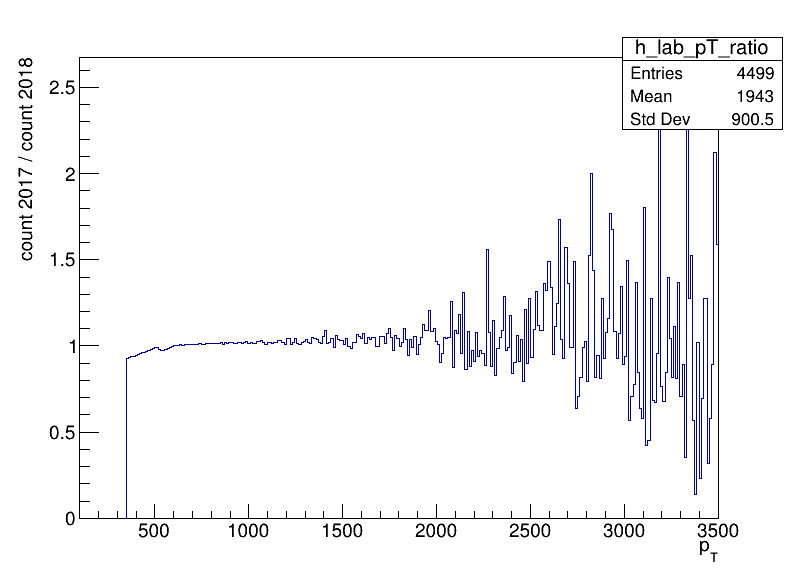 h_lab_pT_ratio
Entries 4499
Mean 1943
Std Dev 900.5
count 2017 / count 2018
2.5
2
1.5
1
0.5
0
500 1000 1500 2000 2500 3000 3500
p_T